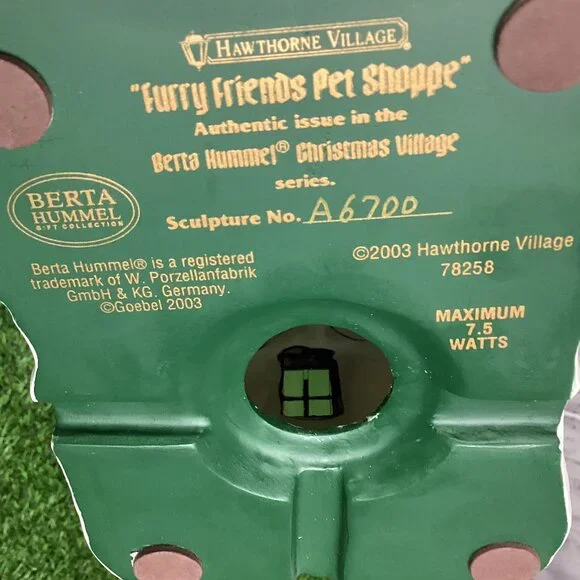 HAWTHORNE VILLAGE®
"Furry Friends Pet Shoppe"
Authentic issue in the
Berta Hummel® Christmas Village
series.
BERTA
HUMMEL
GIFT COLLECTION
Sculpture No. A6700
Berta Hummel® is a registered
trademark of W. Porzellanfabrik
GmbH & KG. Germany.
©Goebel 2003
©2003 Hawthorne Village
78258
MAXIMUM
7.5
WATTS